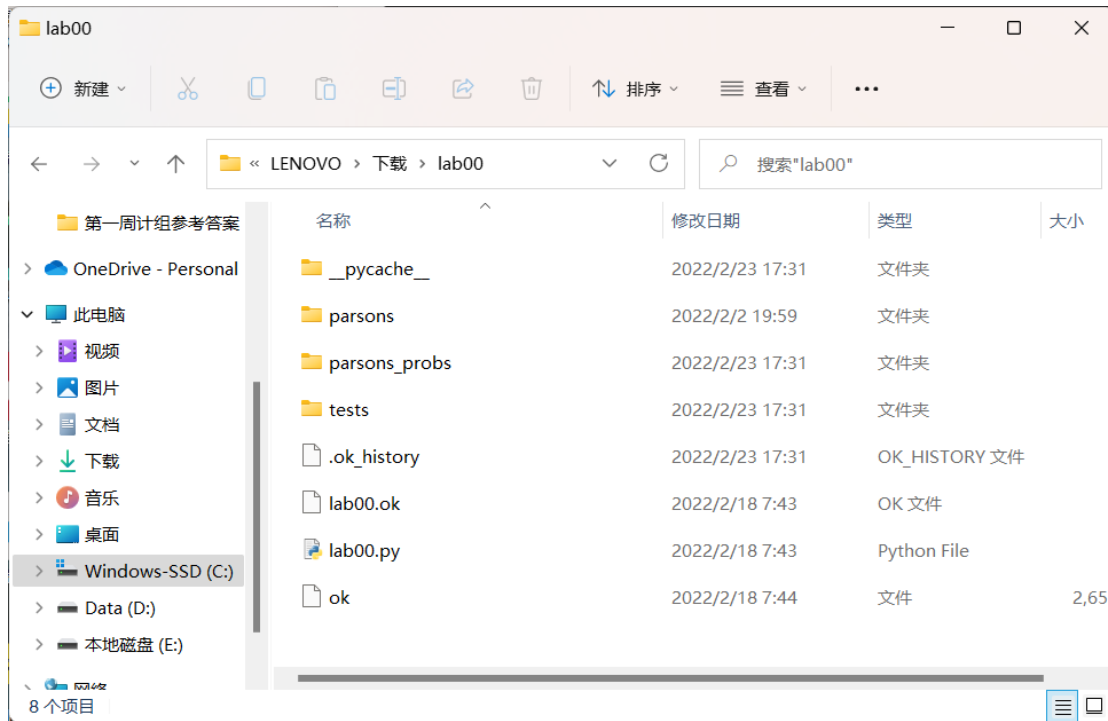 lab00
新建 排序 查看 •••
« LENOVO > 下载 > lab00 搜索"lab00"
名称 修改日期 类型 大小
第一周计组参考答案
OneDrive - Personal
此电脑
视频
图片
文档
下载
音乐
桌面
Windows-SSD (C:)
Data (D:)
本地磁盘 (E:)
网络
__pycache__ 2022/2/23 17:31 文件夹
parsons 2022/2/2 19:59 文件夹
parsons_probs 2022/2/23 17:31 文件夹
tests 2022/2/23 17:31 文件夹
.ok_history 2022/2/23 17:31 OK_HISTORY 文件
lab00.ok 2022/2/18 7:43 OK 文件
lab00.py 2022/2/18 7:43 Python File
ok 2022/2/18 7:44 文件 2,65
8 个项目